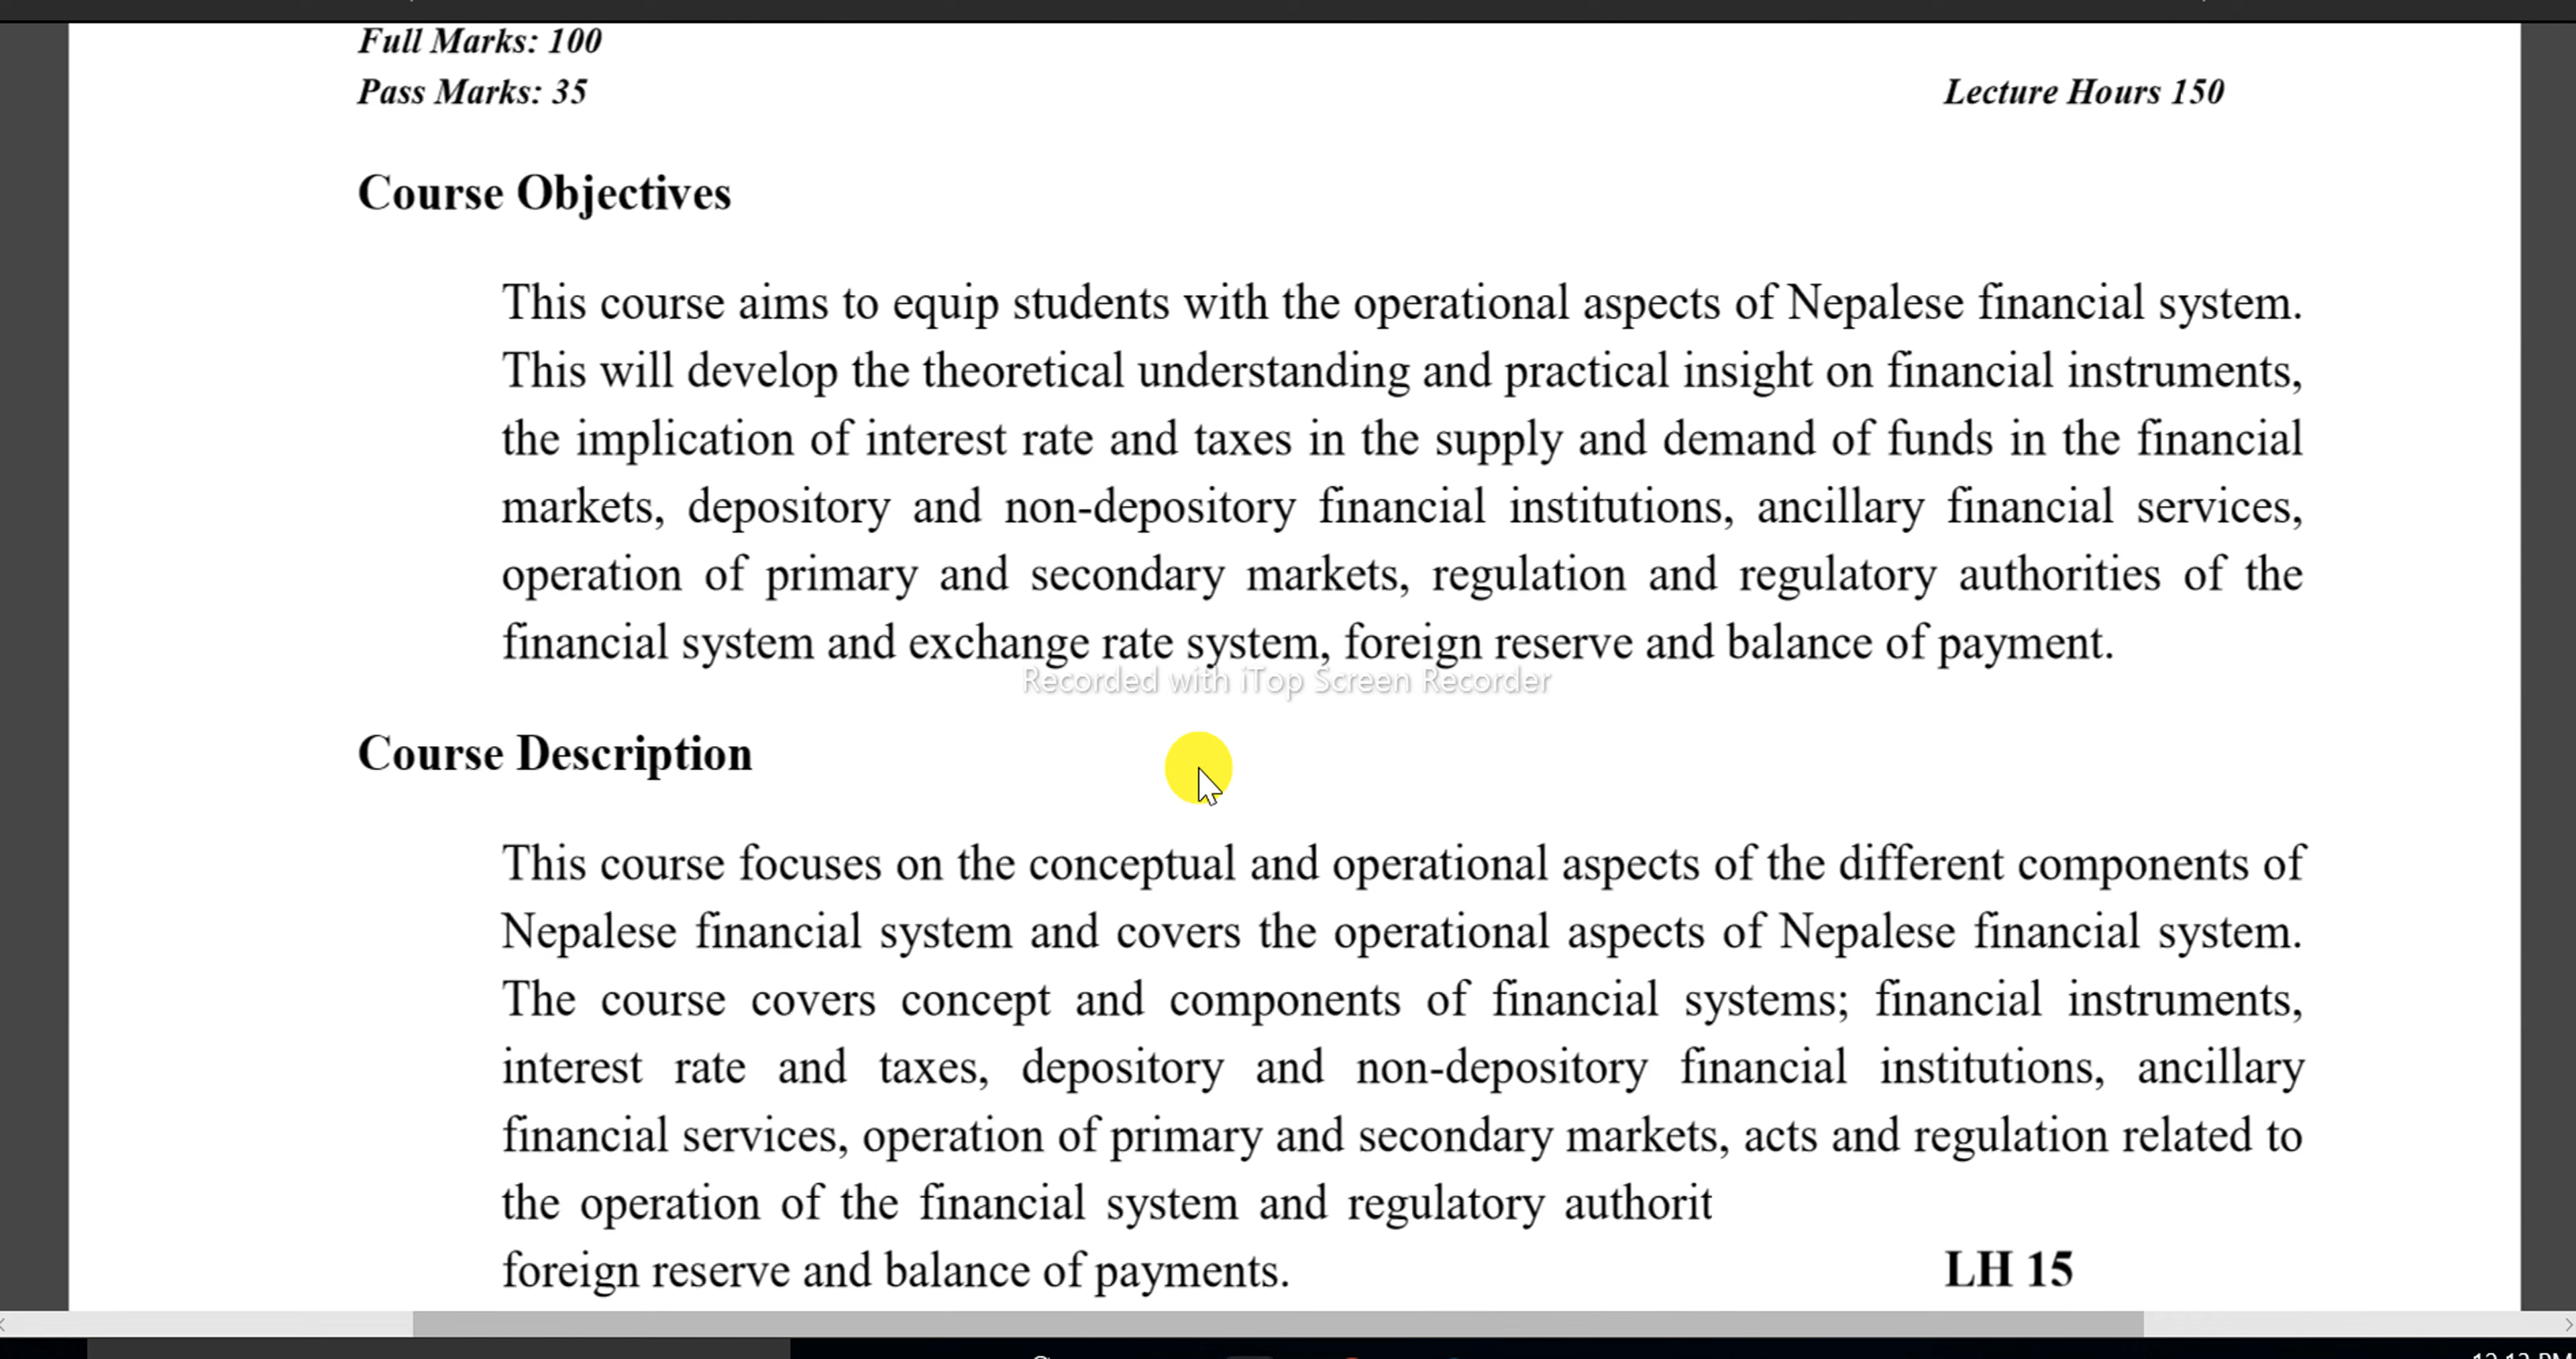 Full Marks: 100
Pass Marks: 35
Lecture Hours 150
Course Objectives
This course aims to equip students with the operational aspects of Nepalese financial system.
This will develop the theoretical understanding and practical insight on financial instruments,
the implication of interest rate and taxes in the supply and demand of funds in the financial
markets, depository and non-depository financial institutions, ancillary financial services,
operation of primary and secondary markets, regulation and regulatory authorities of the
financial system and exchange rate system, foreign reserve and balance of payment.
Recorded with iTop Screen Recorder
Course Description
This course focuses on the conceptual and operational aspects of the different components of
Nepalese financial system and covers the operational aspects of Nepalese financial system.
The course covers concept and components of financial systems; financial instruments,
interest rate and taxes, depository and non-depository financial institutions, ancillary
financial services, operation of primary and secondary markets, acts and regulation related to
the operation of the financial system and regulatory authorit
foreign reserve and balance of payments.
LH 15